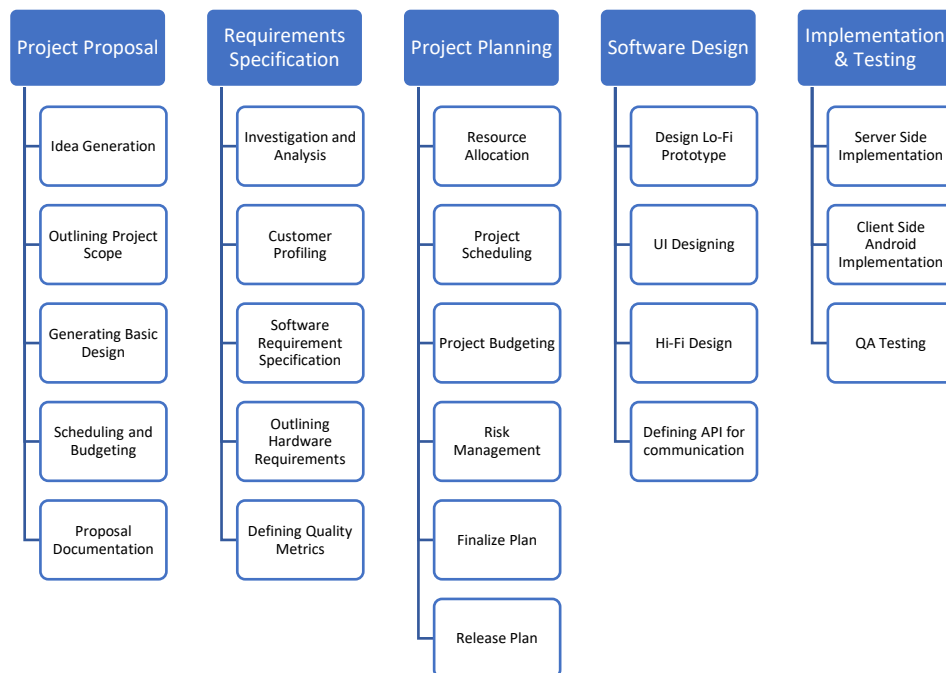 Project Proposal
Idea Generation
Outlining Project
Scope
Generating Basic
Design
Scheduling and
Budgeting
Proposal
Documentation
Requirements
Specification
Investigation and
Analysis
Customer
Profiling
Software
Requirement
Specification
Outlining
Hardware
Requirements
Defining Quality
Metrics
Project Planning
Resource
Allocation
Project
Scheduling
Project Budgeting
Risk
Management
Finalize Plan
Release Plan
Software Design
Design Lo-Fi
Prototype
UI Designing
Hi-Fi Design
Defining API for
communication
Implementation
& Testing
Server Side
Implementation
Client Side
Android
Implementation
QA Testing